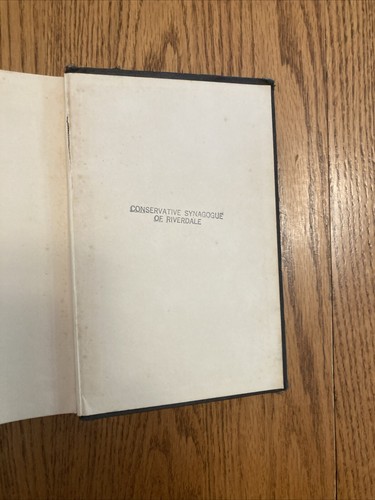 CONSERVATIVE SYNAGOGUE
OF RIVERDALE